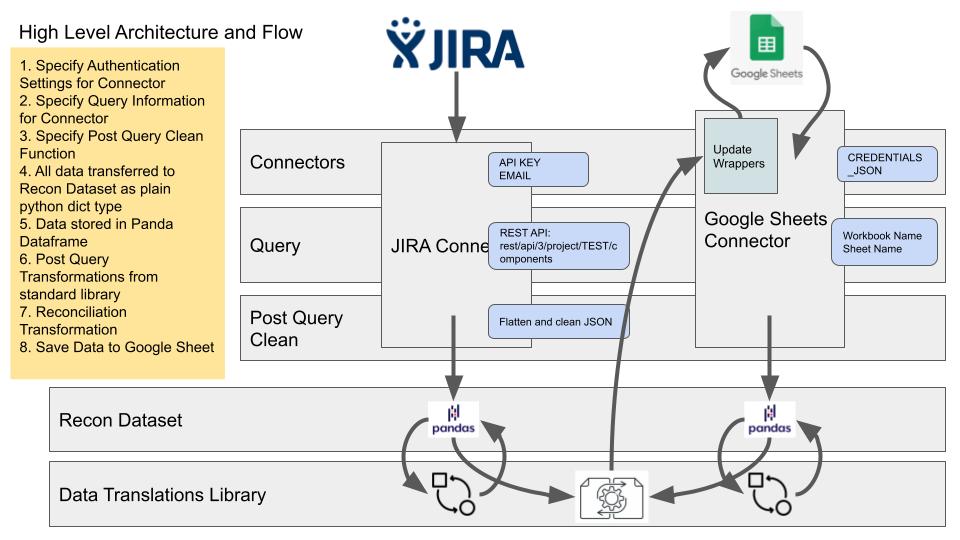 High Level Architecture and Flow
1. Specify Authentication
Settings for Connector
2. Specify Query Information
for Connector
3. Specify Post Query Clean
Function
4. All data transferred to
Recon Dataset as plain
python dict type
5. Data stored in Panda
Dataframe
6. Post Query
Transformations from
standard library
7. Reconciliation
Transformation
8. Save Data to Google Sheet
JIRA
Google Sheets
Connectors
API KEY
EMAIL
Update
Wrappers
CREDENTIALS
_JSON
Query
JIRA Conne
REST API:
rest/api/3/project/TEST/c
omponents
Google Sheets
Connector
Workbook Name
Sheet Name
Post Query
Clean
Flatten and clean JSON
Recon Dataset
pandas
pandas
Data Translations Library